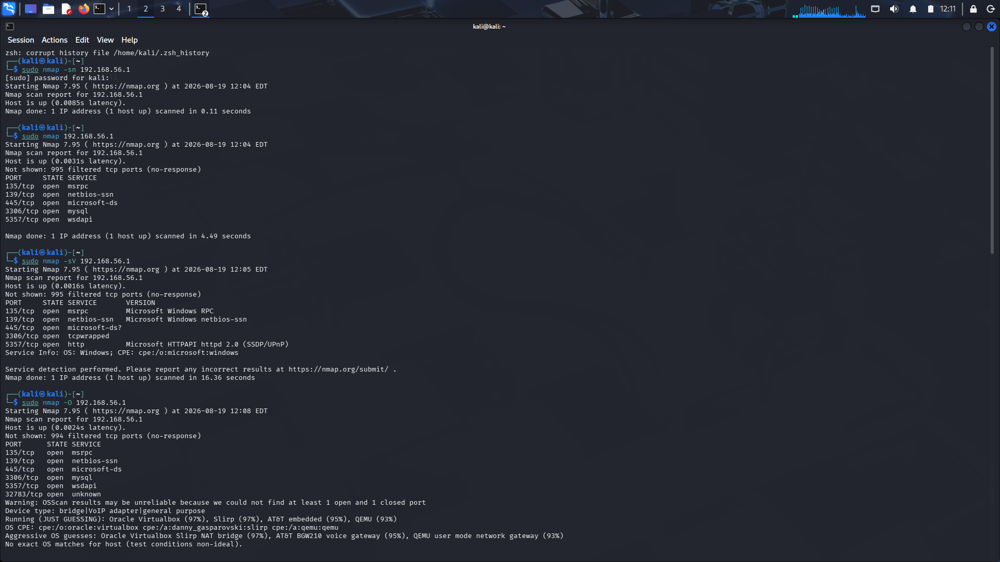 1 2 3 4 2 12:11
kali@kali: ~
Session Actions Edit View Help
zsh: corrupt history file /home/kali/.zsh_history
┌──(kali㉿kali)-[~]
└─$ sudo nmap -sn 192.168.56.1
[sudo] password for kali:
Starting Nmap 7.95 ( https://nmap.org ) at 2026-08-19 12:04 EDT
Nmap scan report for 192.168.56.1
Host is up (0.0085s latency).
Nmap done: 1 IP address (1 host up) scanned in 0.11 seconds
┌──(kali㉿kali)-[~]
└─$ sudo nmap 192.168.56.1
Starting Nmap 7.95 ( https://nmap.org ) at 2026-08-19 12:04 EDT
Nmap scan report for 192.168.56.1
Host is up (0.0031s latency).
Not shown: 995 filtered tcp ports (no-response)
PORT     STATE SERVICE
135/tcp  open  msrpc
139/tcp  open  netbios-ssn
445/tcp  open  microsoft-ds
3306/tcp open  mysql
5357/tcp open  wsdapi
Nmap done: 1 IP address (1 host up) scanned in 4.49 seconds
┌──(kali㉿kali)-[~]
└─$ sudo nmap -sV 192.168.56.1
Starting Nmap 7.95 ( https://nmap.org ) at 2026-08-19 12:05 EDT
Nmap scan report for 192.168.56.1
Host is up (0.0016s latency).
Not shown: 995 filtered tcp ports (no-response)
PORT     STATE SERVICE       VERSION
135/tcp  open  msrpc         Microsoft Windows RPC
139/tcp  open  netbios-ssn   Microsoft Windows netbios-ssn
445/tcp  open  microsoft-ds?
3306/tcp open  tcpwrapped
5357/tcp open  http          Microsoft HTTPAPI httpd 2.0 (SSDP/UPnP)
Service Info: OS: Windows; CPE: cpe:/o:microsoft:windows
Service detection performed. Please report any incorrect results at https://nmap.org/submit/ .
Nmap done: 1 IP address (1 host up) scanned in 16.36 seconds
┌──(kali㉿kali)-[~]
└─$ sudo nmap -O 192.168.56.1
Starting Nmap 7.95 ( https://nmap.org ) at 2026-08-19 12:08 EDT
Nmap scan report for 192.168.56.1
Host is up (0.0024s latency).
Not shown: 994 filtered tcp ports (no-response)
PORT      STATE SERVICE
135/tcp   open  msrpc
139/tcp   open  netbios-ssn
445/tcp   open  microsoft-ds
3306/tcp  open  mysql
5357/tcp  open  wsdapi
32783/tcp open  unknown
Warning: OSScan results may be unreliable because we could not find at least 1 open and 1 closed port
Device type: bridge|VoIP adapter|general purpose
Running (JUST GUESSING): Oracle Virtualbox (97%), Slirp (97%), AT&T embedded (95%), QEMU (93%)
OS CPE: cpe:/o:oracle:virtualbox cpe:/a:danny_gasparovski:slirp cpe:/a:qemu:qemu
Aggressive OS guesses: Oracle Virtualbox Slirp NAT bridge (97%), AT&T BGW210 voice gateway (95%), QEMU user mode network gateway (93%)
No exact OS matches for host (test conditions non-ideal).